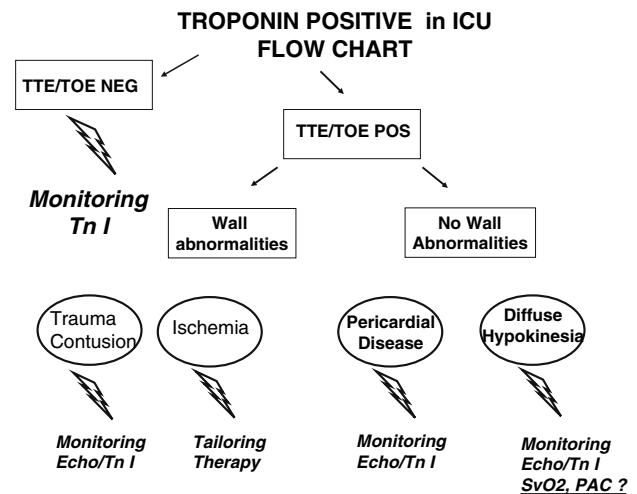 TROPONIN POSITIVE in ICU
FLOW CHART
TTE/TOE NEG
TTE/TOE POS
Monitoring
Tn I
Wall
abnormalities
No Wall
Abnormalities
Trauma
Contusion
Ischemia
Pericardial
Disease
Diffuse
Hypokinesia
Monitoring
Echo/Tn I
Tailoring
Therapy
Monitoring
Echo/Tn I
Monitoring
Echo/Tn I
SvO2, PAC ?